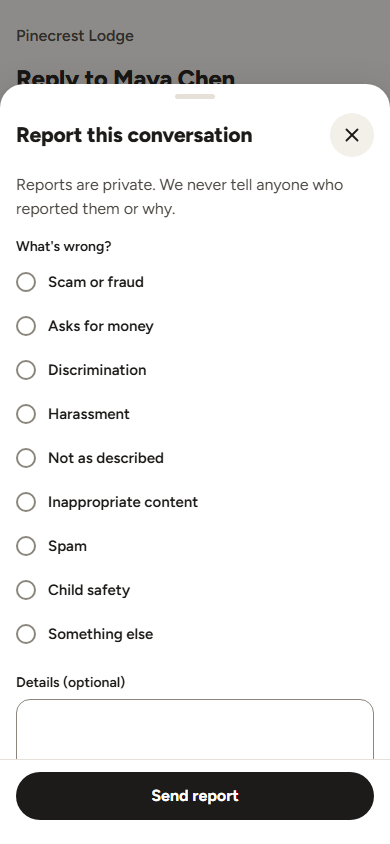 Pinecrest Lodge
Reply to Maya Chen
Report this conversation
Reports are private. We never tell anyone who
reported them or why.
What's wrong?
Scam or fraud
Asks for money
Discrimination
Harassment
Not as described
Inappropriate content
Spam
Child safety
Something else
Details (optional)
Send report